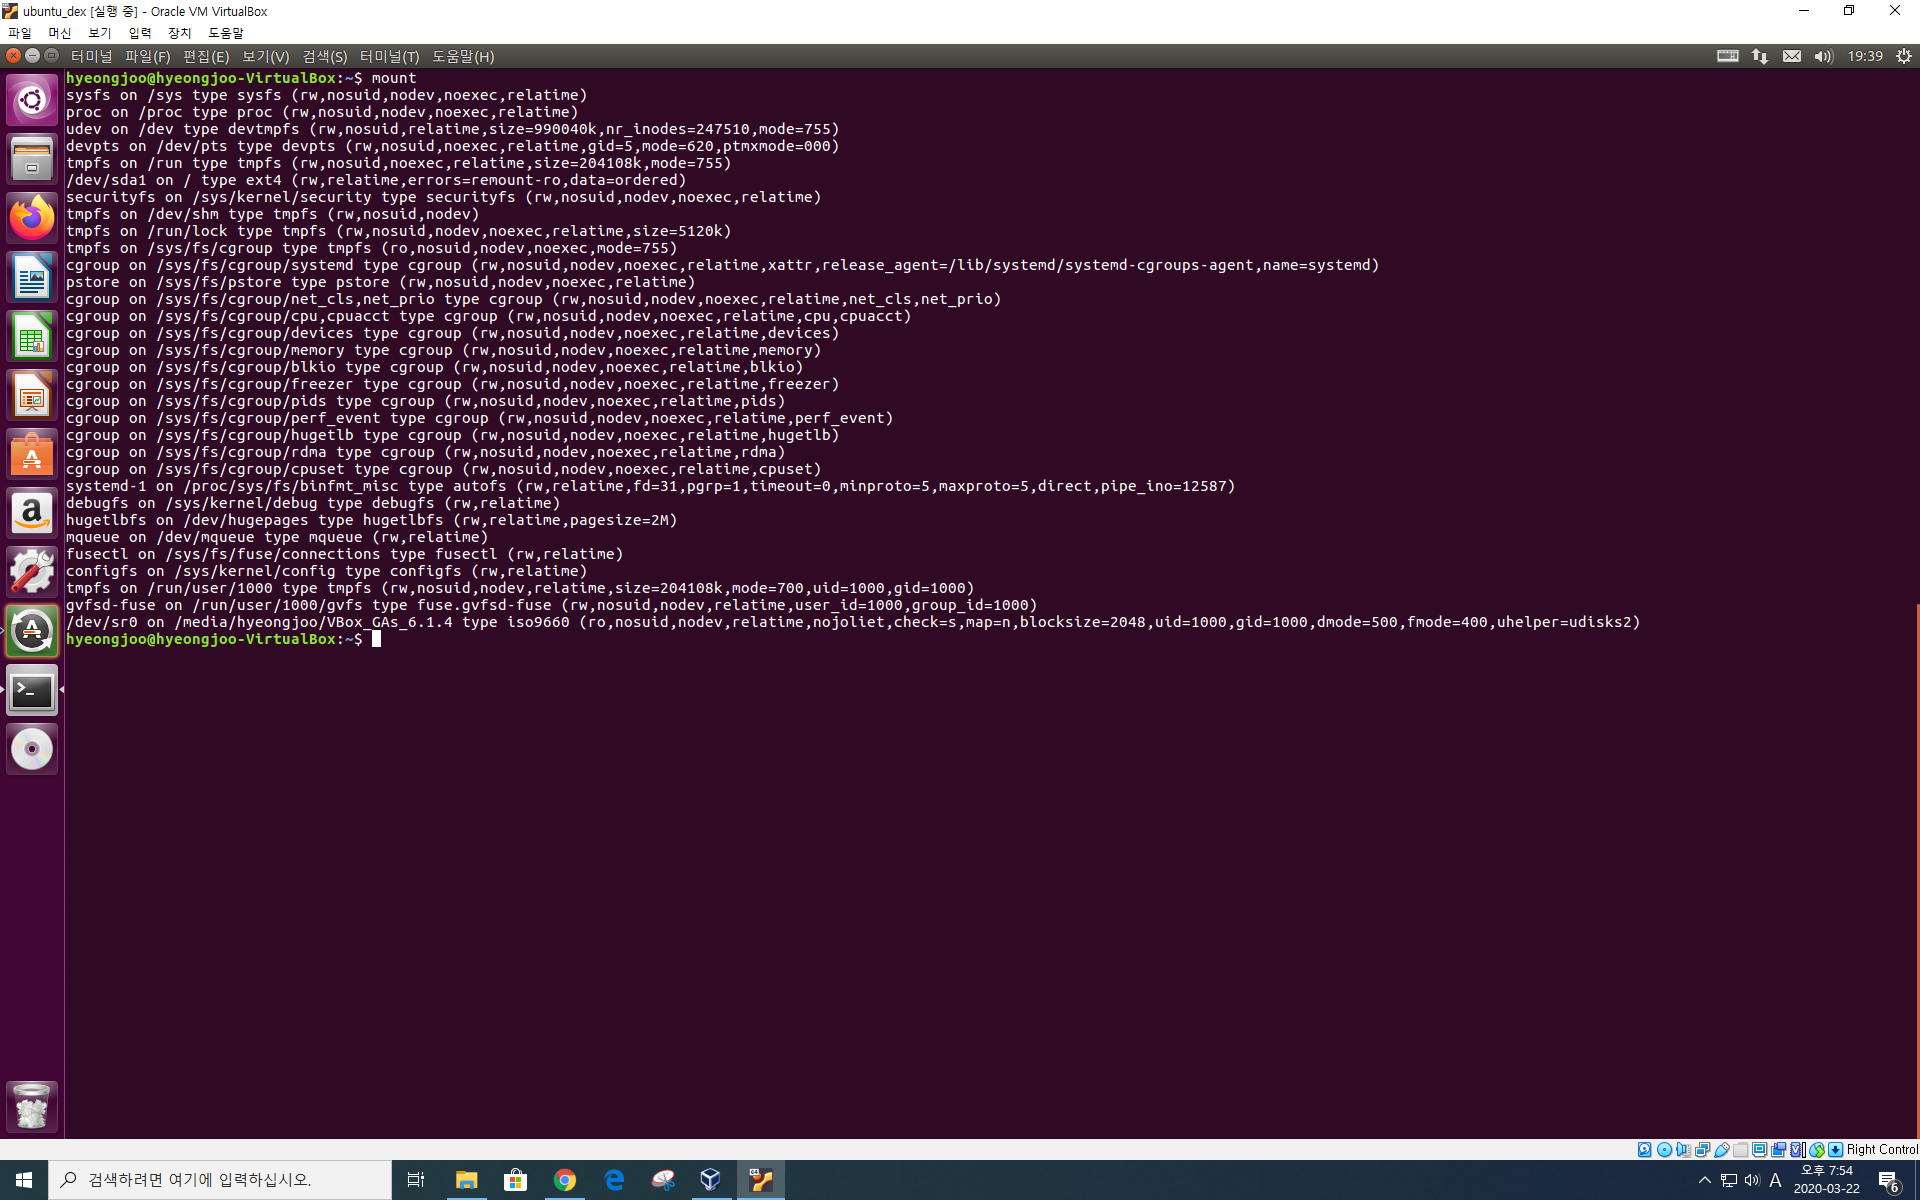 ubuntu_dex [실행 중] - Oracle VM VirtualBox
파일 머신 보기 입력 장치 도움말
터미널 파일(F) 편집(E) 보기(V) 검색(S) 터미널(T) 도움말(H) 19:39
hyeongjoo@hyeongjoo-VirtualBox:~$ mount
sysfs on /sys type sysfs (rw,nosuid,nodev,noexec,relatime)
proc on /proc type proc (rw,nosuid,nodev,noexec,relatime)
udev on /dev type devtmpfs (rw,nosuid,relatime,size=990040k,nr_inodes=247510,mode=755)
devpts on /dev/pts type devpts (rw,nosuid,noexec,relatime,gid=5,mode=620,ptmxmode=000)
tmpfs on /run type tmpfs (rw,nosuid,noexec,relatime,size=204108k,mode=755)
/dev/sda1 on / type ext4 (rw,relatime,errors=remount-ro,data=ordered)
securityfs on /sys/kernel/security type securityfs (rw,nosuid,nodev,noexec,relatime)
tmpfs on /dev/shm type tmpfs (rw,nosuid,nodev)
tmpfs on /run/lock type tmpfs (rw,nosuid,nodev,noexec,relatime,size=5120k)
tmpfs on /sys/fs/cgroup type tmpfs (ro,nosuid,nodev,noexec,mode=755)
cgroup on /sys/fs/cgroup/systemd type cgroup (rw,nosuid,nodev,noexec,relatime,xattr,release_agent=/lib/systemd/systemd-cgroups-agent,name=systemd)
pstore on /sys/fs/pstore type pstore (rw,nosuid,nodev,noexec,relatime)
cgroup on /sys/fs/cgroup/net_cls,net_prio type cgroup (rw,nosuid,nodev,noexec,relatime,net_cls,net_prio)
cgroup on /sys/fs/cgroup/cpu,cpuacct type cgroup (rw,nosuid,nodev,noexec,relatime,cpu,cpuacct)
cgroup on /sys/fs/cgroup/devices type cgroup (rw,nosuid,nodev,noexec,relatime,devices)
cgroup on /sys/fs/cgroup/memory type cgroup (rw,nosuid,nodev,noexec,relatime,memory)
cgroup on /sys/fs/cgroup/blkio type cgroup (rw,nosuid,nodev,noexec,relatime,blkio)
cgroup on /sys/fs/cgroup/freezer type cgroup (rw,nosuid,nodev,noexec,relatime,freezer)
cgroup on /sys/fs/cgroup/pids type cgroup (rw,nosuid,nodev,noexec,relatime,pids)
cgroup on /sys/fs/cgroup/perf_event type cgroup (rw,nosuid,nodev,noexec,relatime,perf_event)
cgroup on /sys/fs/cgroup/hugetlb type cgroup (rw,nosuid,nodev,noexec,relatime,hugetlb)
cgroup on /sys/fs/cgroup/rdma type cgroup (rw,nosuid,nodev,noexec,relatime,rdma)
cgroup on /sys/fs/cgroup/cpuset type cgroup (rw,nosuid,nodev,noexec,relatime,cpuset)
systemd-1 on /proc/sys/fs/binfmt_misc type autofs (rw,relatime,fd=31,pgrp=1,timeout=0,minproto=5,maxproto=5,direct,pipe_ino=12587)
debugfs on /sys/kernel/debug type debugfs (rw,relatime)
hugetlbfs on /dev/hugepages type hugetlbfs (rw,relatime,pagesize=2M)
mqueue on /dev/mqueue type mqueue (rw,relatime)
fusectl on /sys/fs/fuse/connections type fusectl (rw,relatime)
configfs on /sys/kernel/config type configfs (rw,relatime)
tmpfs on /run/user/1000 type tmpfs (rw,nosuid,nodev,relatime,size=204108k,mode=700,uid=1000,gid=1000)
gvfsd-fuse on /run/user/1000/gvfs type fuse.gvfsd-fuse (rw,nosuid,nodev,relatime,user_id=1000,group_id=1000)
/dev/sr0 on /media/hyeongjoo/VBox_GAs_6.1.4 type iso9660 (ro,nosuid,nodev,relatime,nojoliet,check=s,map=n,blocksize=2048,uid=1000,gid=1000,dmode=500,fmode=400,uhelper=udisks2)
hyeongjoo@hyeongjoo-VirtualBox:~$
Right Control
검색하려면 여기에 입력하십시오.
A
오후 7:54
2020-03-22
6